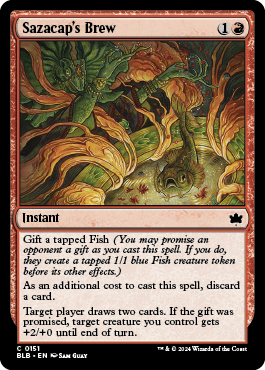 Sazacap's Brew 1
Instant
Gift a tapped Fish (You may promise an
opponent a gift as you cast this spell. If you do,
they create a tapped 1/1 blue Fish creature token
before its other effects.)
As an additional cost to cast this spell, discard
a card.
Target player draws two cards. If the gift was
promised, target creature you control gets
+2/+0 until end of turn.
C 0151
BLB • EN Sam Guay
™ & © 2024 Wizards of the Coast